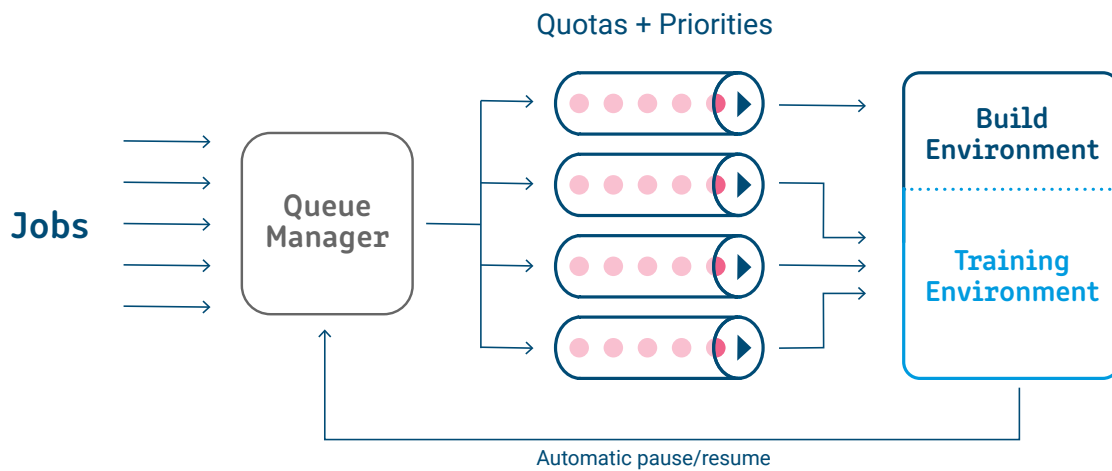 Quotas + Priorities
Jobs
Queue
Manager
Build
Environment
Training
Environment
Automatic pause/resume